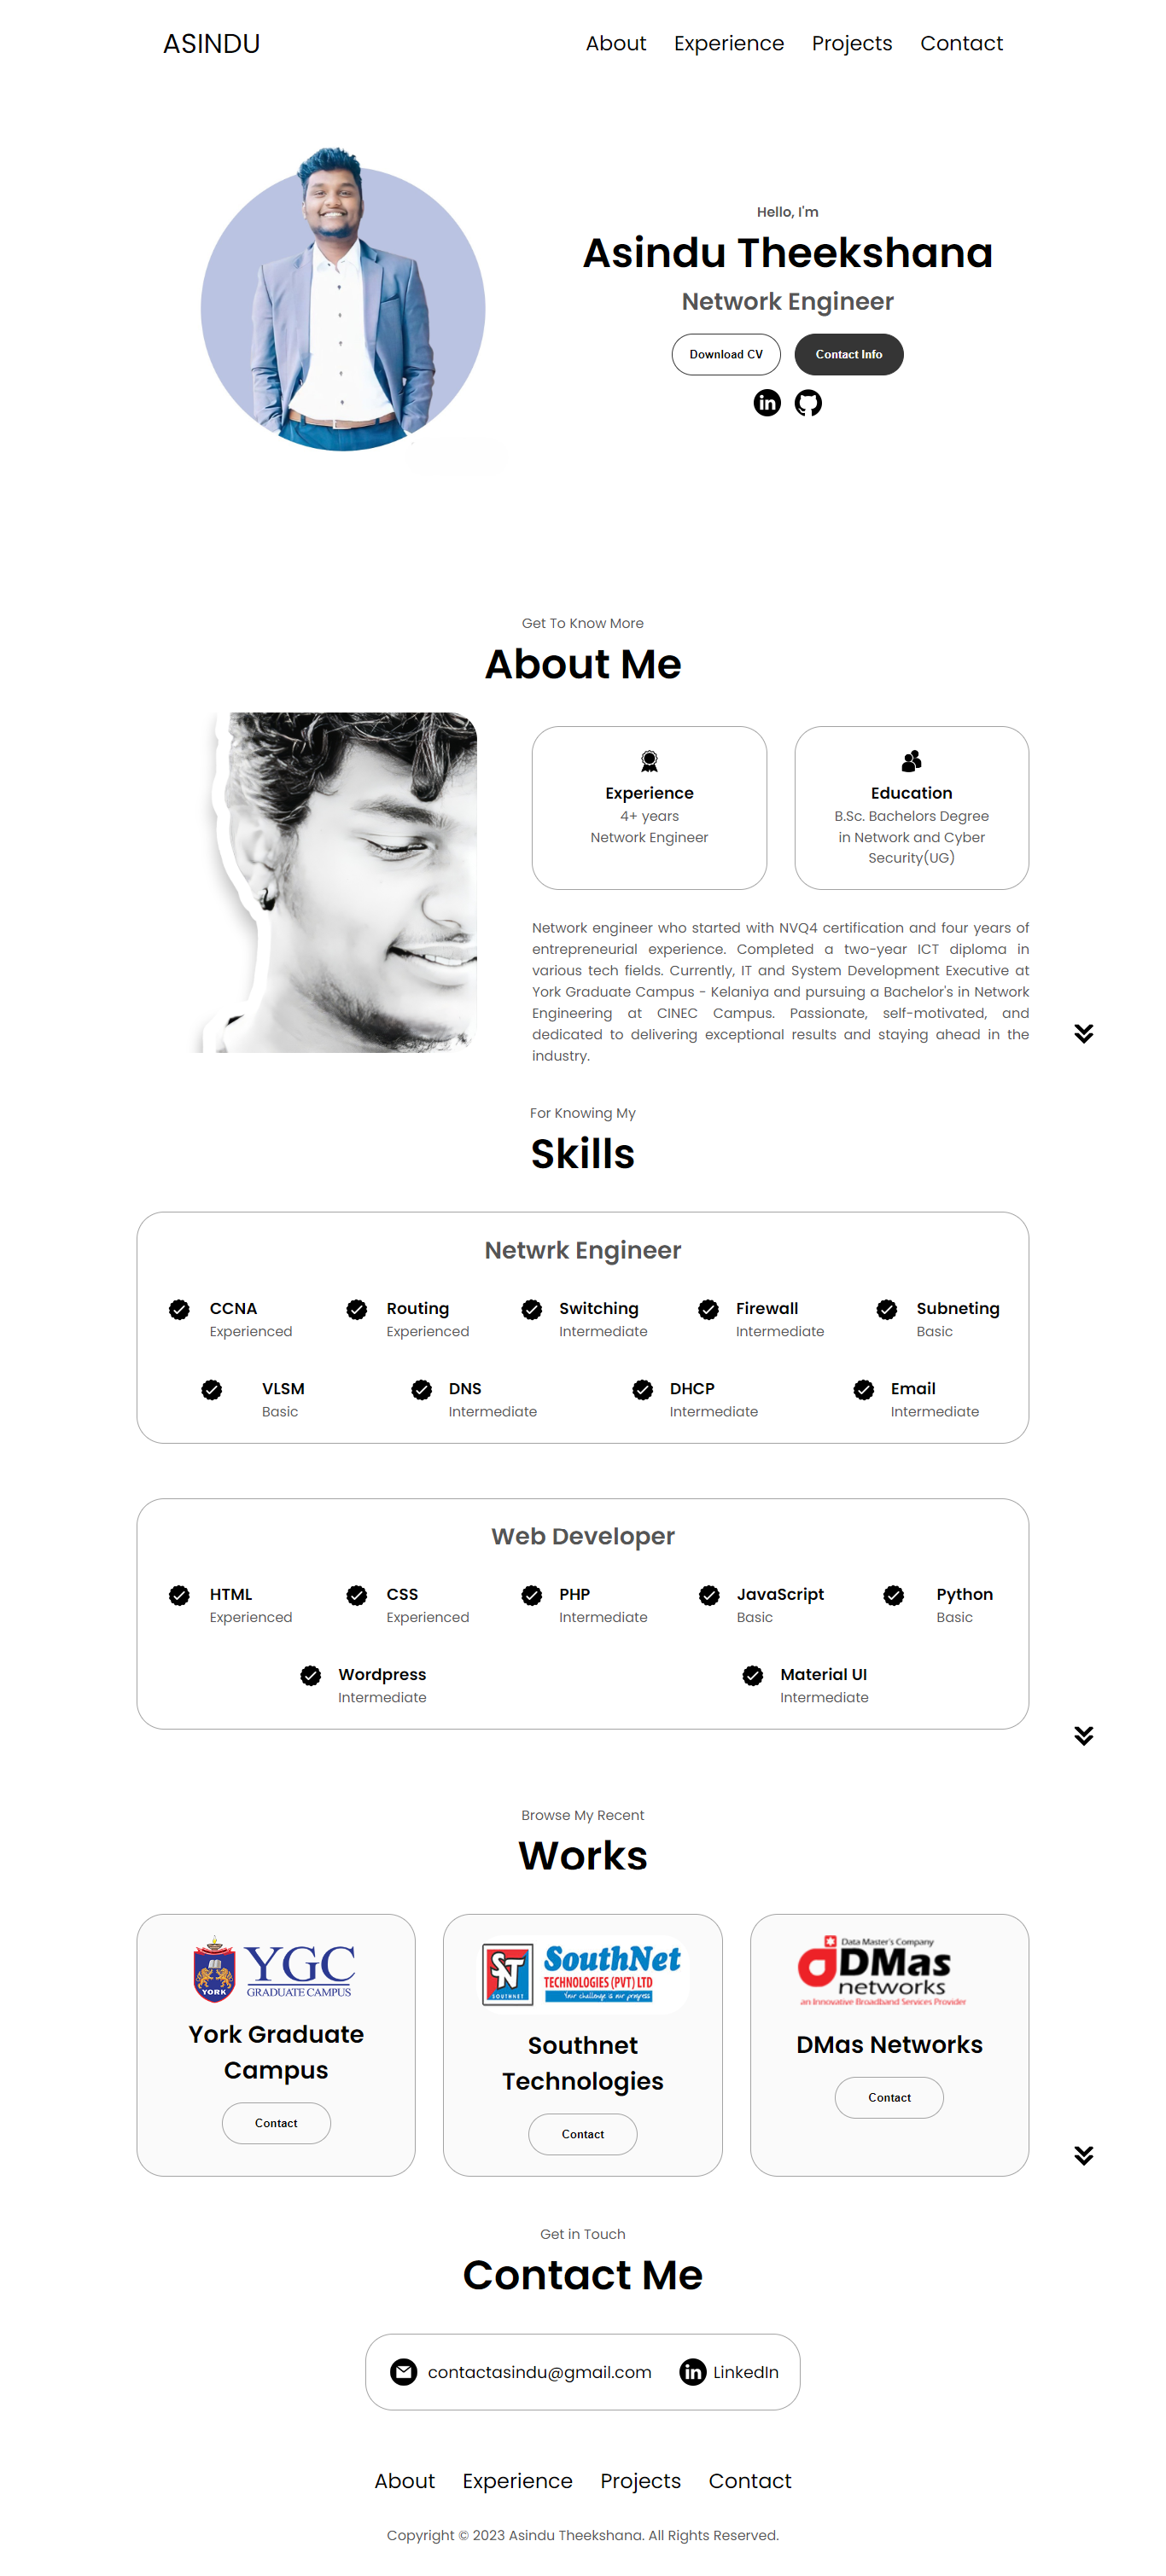 ASINDU
About Experience Projects Contact
Hello, I'm
Asindu Theekshana
Network Engineer
Download CV
Contact Info
in
Get To Know More
About Me
Experience
4+ years
Network Engineer
Education
B.Sc. Bachelors Degree
in Network and Cyber
Security(UG)
Network engineer who started with NVQ4 certification and four years of
entrepreneurial experience. Completed a two-year ICT diploma in
various tech fields. Currently, IT and System Development Executive at
York Graduate Campus - Kelaniya and pursuing a Bachelor's in Network
Engineering at CINEC Campus. Passionate, self-motivated, and
dedicated to delivering exceptional results and staying ahead in the
industry.
For Knowing My
Skills
Netwrk Engineer
CCNA
Experienced
Routing
Experienced
Switching
Intermediate
Firewall
Intermediate
Subneting
Basic
VLSM
Basic
DNS
Intermediate
DHCP
Intermediate
Email
Intermediate
Web Developer
HTML
Experienced
CSS
Experienced
PHP
Intermediate
JavaScript
Basic
Python
Basic
Wordpress
Intermediate
Material UI
Intermediate
Browse My Recent
Works
YORK
YGC
GRADUATE CAMPUS
York Graduate
Campus
Contact
SNT
SOUTHNET
SouthNet
TECHNOLOGIES (PVT) LTD
Your challenge is our progress
Southnet
Technologies
Contact
Data Master's Company
DMas
networks
an Innovative Broadband Services Provider
DMas Networks
Contact
Get in Touch
Contact Me
contactasindu@gmail.com
in LinkedIn
About Experience Projects Contact
Copyright © 2023 Asindu Theekshana. All Rights Reserved.